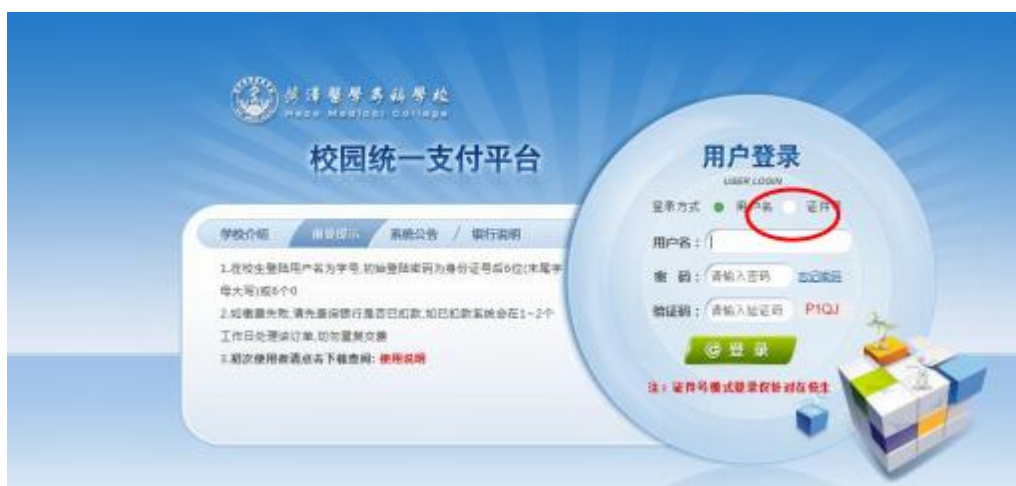 菏泽醫學專科學校
Heze Medical College
校园统一支付平台
学校介绍 重要提示 系统公告 / 银行说明
1.在校生登陆用户名为学号,初始登陆密码为身份证号后6位(末尾字
母大写)或6个0
2.如缴费失败,请先查询银行是否已扣款,如已扣款系统会在1~2个
工作日处理该订单,切勿重复交费
3.初次使用者请点击下载查阅: 使用说明
用户登录
USER LOGIN
登录方式 用户名 证件号
用户名:
密 码: 请输入密码 忘记密码
验证码: 请输入验证码 P1QJ
登 录
注:证件号模式登录仅针对在校生